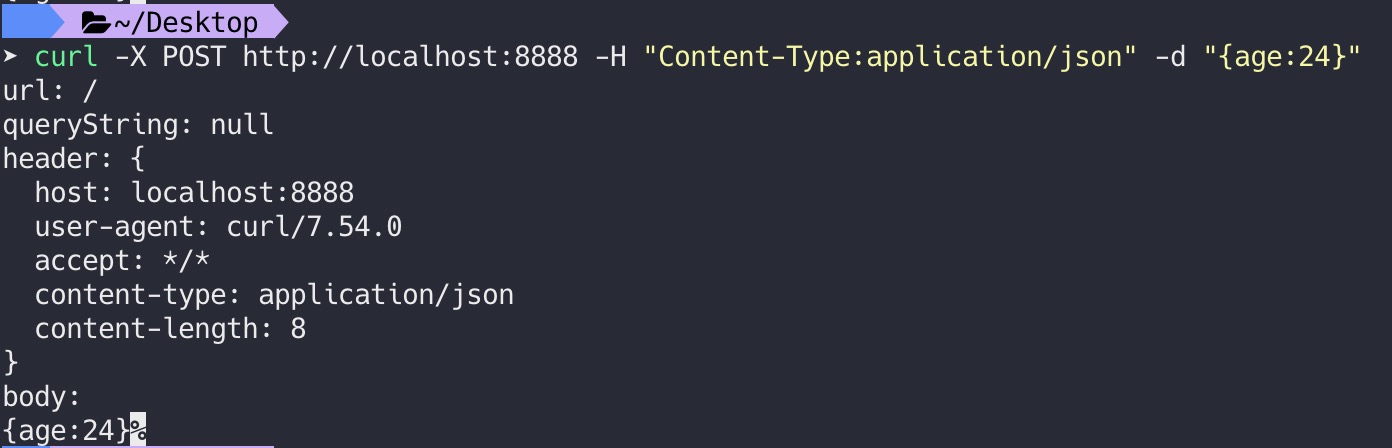 ~/Desktop
➤ curl -X POST http://localhost:8888 -H "Content-Type:application/json" -d "{age:24}"
url: /
queryString: null
header: {
  host: localhost:8888
  user-agent: curl/7.54.0
  accept: */*
  content-type: application/json
  content-length: 8
}
body:
{age:24}%